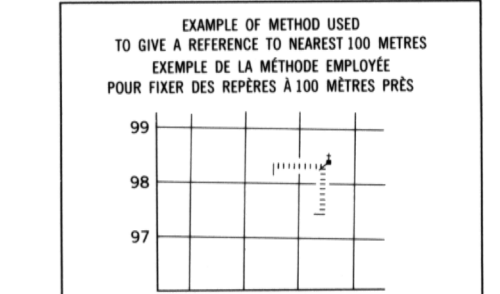 EXAMPLE OF METHOD USED
TO GIVE A REFERENCE TO NEAREST 100 METRES
EXEMPLE DE LA MÉTHODE EMPLOYÉE
POUR FIXER DES REPÈRES À 100 MÈTRES PRÈS
99
98
97